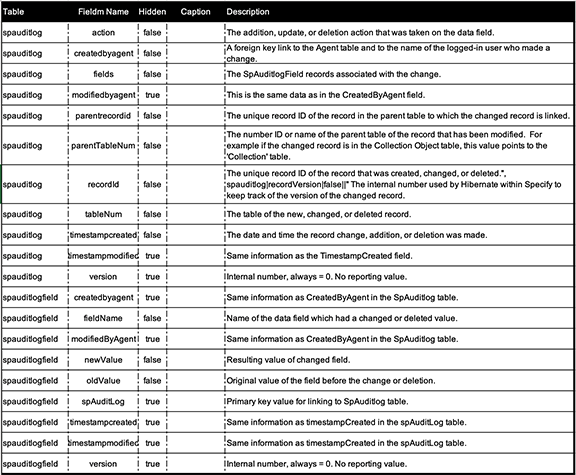 Table Fieldm Name Hidden Caption Description
spauditlog action false The addition, update, or deletion action that was taken on the data field.
spauditlog createdbyagent false A foreign key link to the Agent table and to the name of the logged-in user who made a
change.
spauditlog fields false The SpAuditlogField records associated with the change.
spauditlog modifiedbyagent true This is the same data as in the CreatedByAgent field.
spauditlog parentrecordid false The unique record ID of the record in the parent table to which the changed record is linked.
spauditlog parentTableNum false The number ID or name of the parent table of the record that has been modified. For
example if the changed record is in the Collection Object table, this value points to the
'Collection' table.
spauditlog recordId false The unique record ID of the record that was created, changed, or deleted.",
spauditlog|recordVersion|false||" The internal number used by Hibernate within Specify to
keep track of the version of the changed record.
spauditlog tableNum false The table of the new, changed, or deleted record.
spauditlog timestampcreated false The date and time the record change, addition, or deletion was made.
spauditlog timestampmodified true Same information as the TimestampCreated field.
spauditlog version true Internal number, always = 0. No reporting value.
spauditlogfield createdbyagent true Same information as CreatedByAgent in the SpAuditlog table.
spauditlogfield fieldName false Name of the data field which had a changed or deleted value.
spauditlogfield modifiedByAgent true Same information as CreatedByAgent in the SpAuditlog table.
spauditlogfield newValue false Resulting value of changed field.
spauditlogfield oldValue false Original value of the field before the change or deletion.
spauditlogfield spAuditLog true Primary key value for linking to SpAuditlog table.
spauditlogfield timestampcreated true Same information as timestampCreated in the spAuditLog table.
spauditlogfield timestampmodified true Same information as timestampCreated in the spAuditLog table.
spauditlogfield version true Internal number, always = 0. No reporting value.